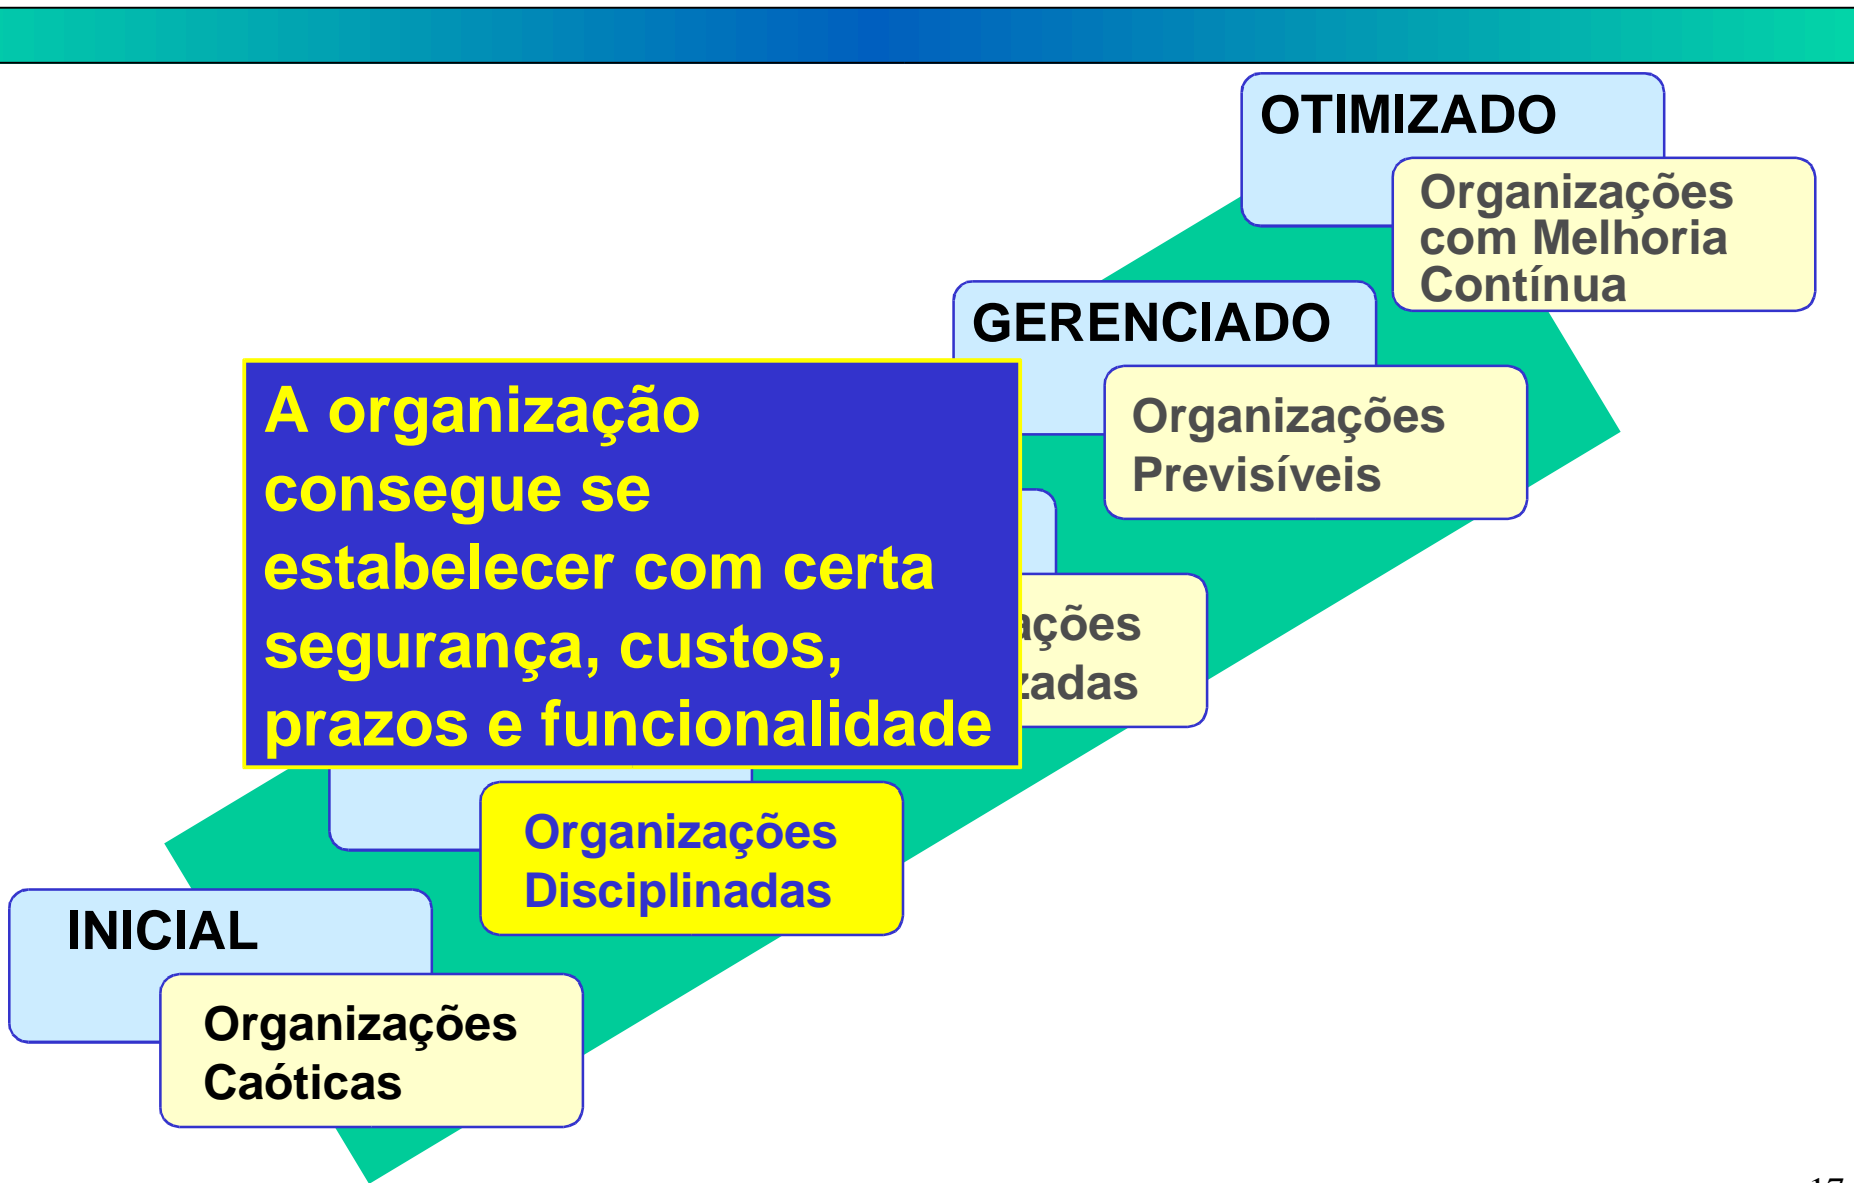 OTIMIZADO
Organizações
com Melhoria
Contínua
GERENCIADO
Organizações
Previsíveis
A organização
consegue se
estabelecer com certa
segurança, custos,
prazos e funcionalidade
ações
zadas
Organizações
Disciplinadas
INICIAL
Organizações
Caóticas
17